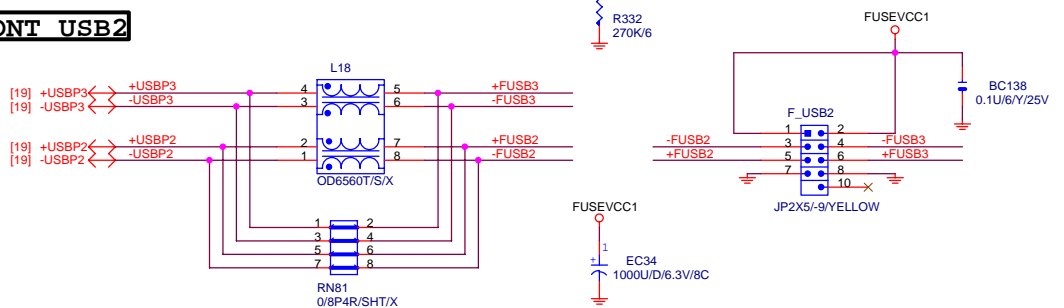 ONT USB2
R332
270K/6
FUSEVCC1
BC138
0.1U/6/Y/25V
L18
[19] +USBP3 +USBP3 4 5 +FUSB3
[19] -USBP3 -USBP3 3 6 -FUSB3
[19] +USBP2 +USBP2 2 7 +FUSB2
[19] -USBP2 -USBP2 1 8 -FUSB2
OD6560T/S/X
F_USB2
1 2
-FUSB2 3 4 -FUSB3
+FUSB2 5 6 +FUSB3
7 8
10
JP2X5/-9/YELLOW
1 2
3 4
5 6
7 8
RN81
0/8P4R/SHT/X
FUSEVCC1
1
+
EC34
1000U/D/6.3V/8C